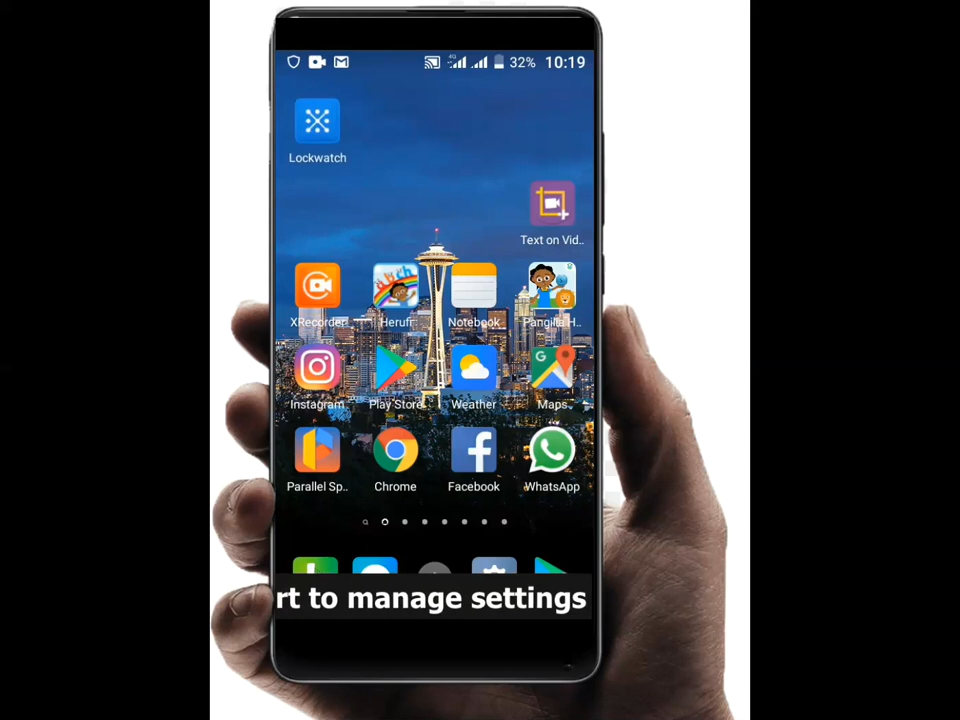 32% 10:19
Lockwatch
Text on Vid..
XRecorder Herufi Notebook Pangilia H..
Instagram Play Store Weather Maps
Parallel Sp.. Chrome Facebook WhatsApp
rt to manage settings